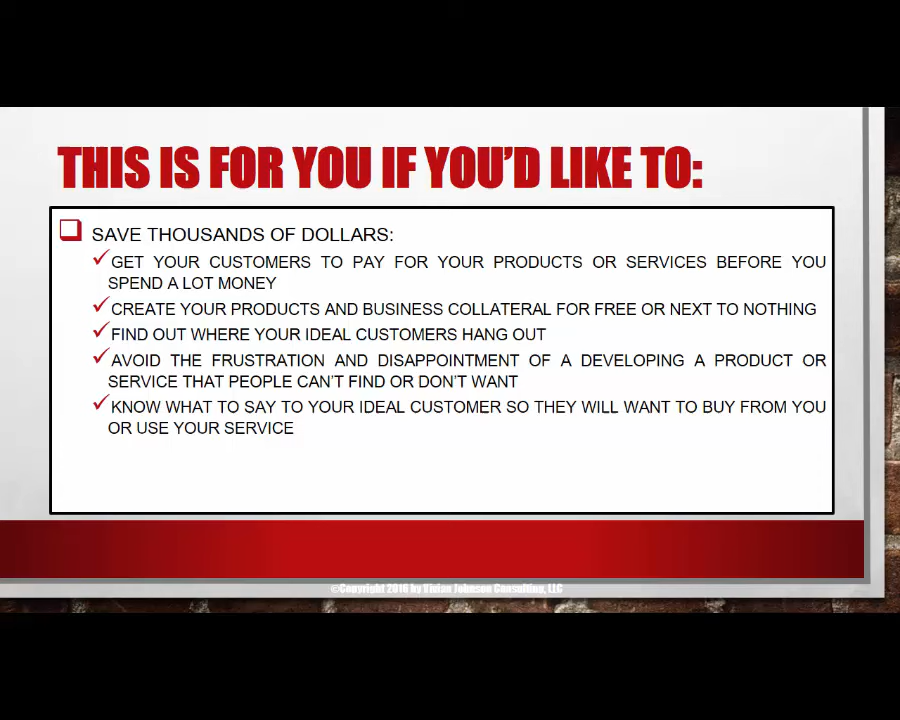 THIS IS FOR YOU IF YOU'D LIKE TO:
SAVE THOUSANDS OF DOLLARS:
GET YOUR CUSTOMERS TO PAY FOR YOUR PRODUCTS OR SERVICES BEFORE YOU
SPEND A LOT MONEY
CREATE YOUR PRODUCTS AND BUSINESS COLLATERAL FOR FREE OR NEXT TO NOTHING
FIND OUT WHERE YOUR IDEAL CUSTOMERS HANG OUT
AVOID THE FRUSTRATION AND DISAPPOINTMENT OF A DEVELOPING A PRODUCT OR
SERVICE THAT PEOPLE CAN'T FIND OR DON'T WANT
KNOW WHAT TO SAY TO YOUR IDEAL CUSTOMER SO THEY WILL WANT TO BUY FROM YOU
OR USE YOUR SERVICE
©Copyright 2016 by Vivian Johnson Consulting, LLC